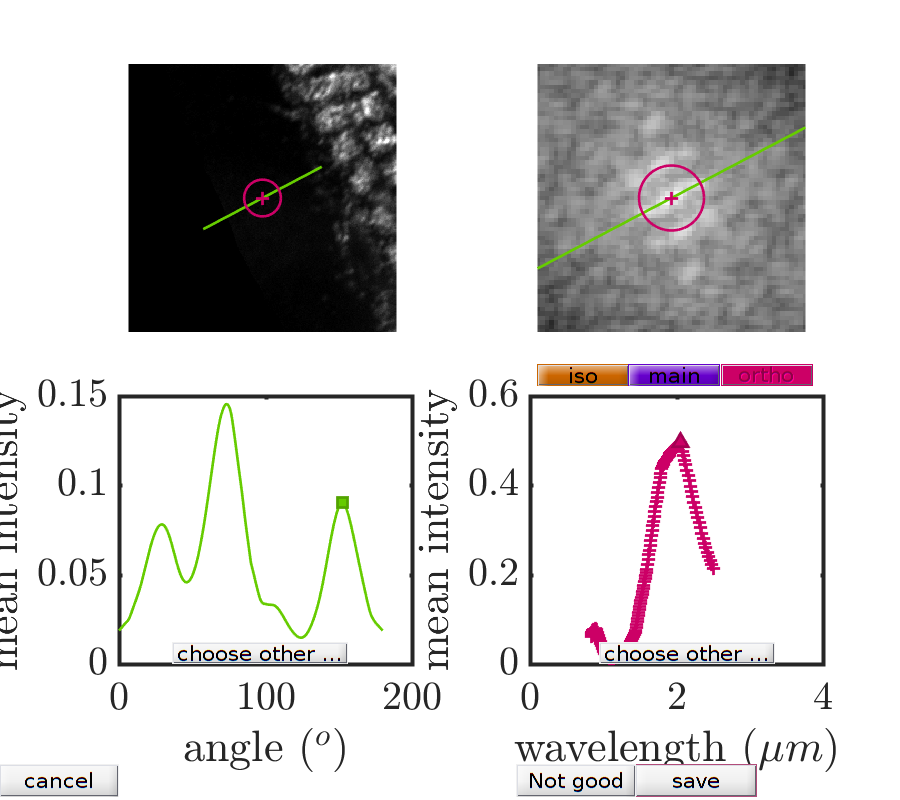 iso main ortho
0.15
0.1
0.05
0
mean intensity
0 100 200
angle (°)
choose other ...
0.6
0.4
0.2
0
mean intensity
0 2 4
wavelength (μm)
choose other ...
cancel
Not good
save